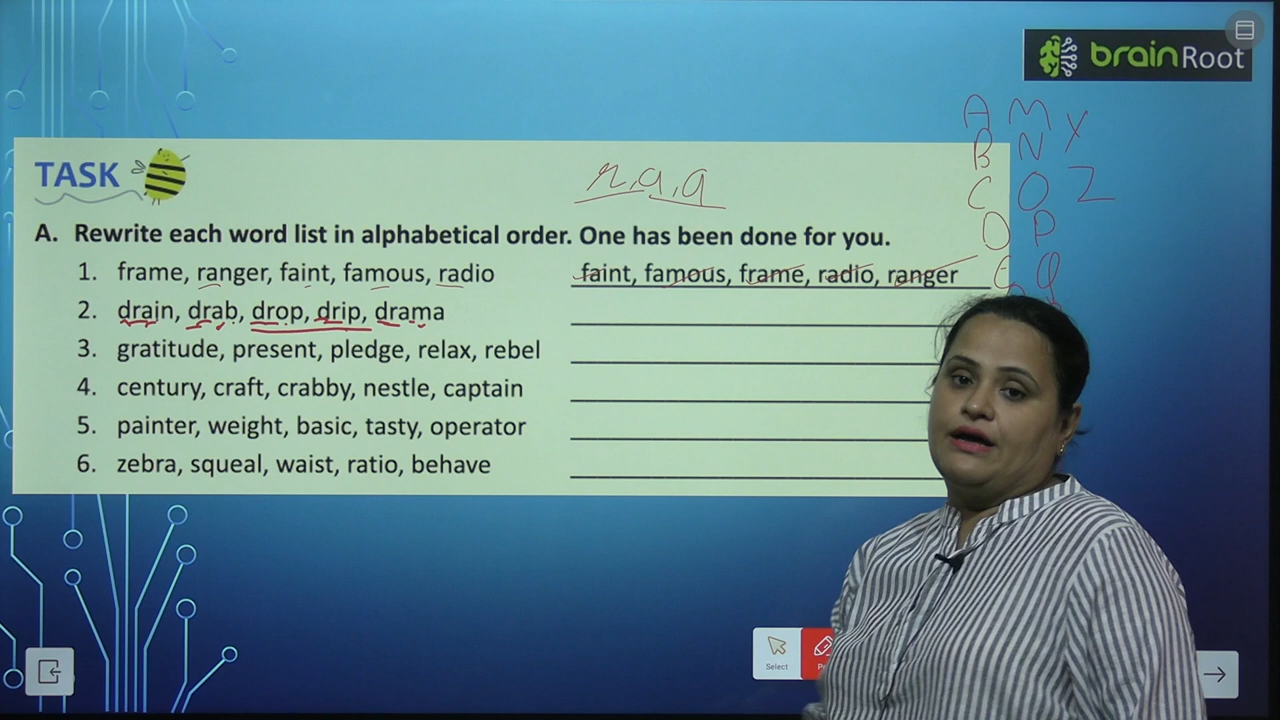 brainRoot
A M Y
B N Z
C O
D P
Q
TASK
r, a, a
A. Rewrite each word list in alphabetical order. One has been done for you.
1. frame, ranger, faint, famous, radio faint, famous, frame, radio, ranger
2. drain, drab, drop, drip, drama
3. gratitude, present, pledge, relax, rebel
4. century, craft, crabby, nestle, captain
5. painter, weight, basic, tasty, operator
6. zebra, squeal, waist, ratio, behave
Select